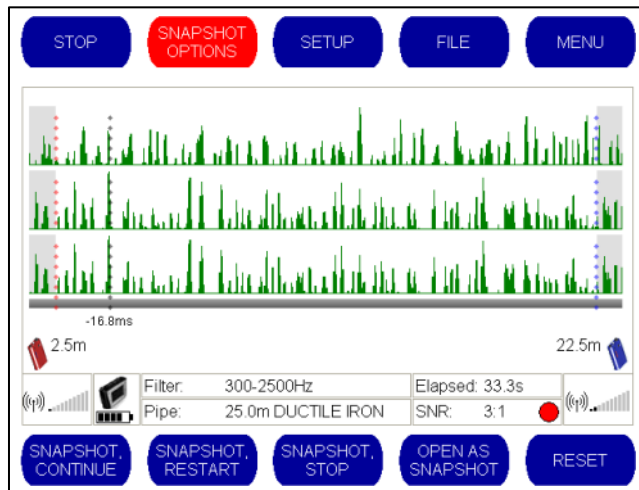 STOP
SNAPSHOT
OPTIONS
SETUP
FILE
MENU
-16.8ms
2.5m
22.5m
Filter: 300-2500Hz
Elapsed: 33.3s
Pipe: 25.0m DUCTILE IRON
SNR: 3:1
SNAPSHOT,
CONTINUE
SNAPSHOT,
RESTART
SNAPSHOT,
STOP
OPEN AS
SNAPSHOT
RESET